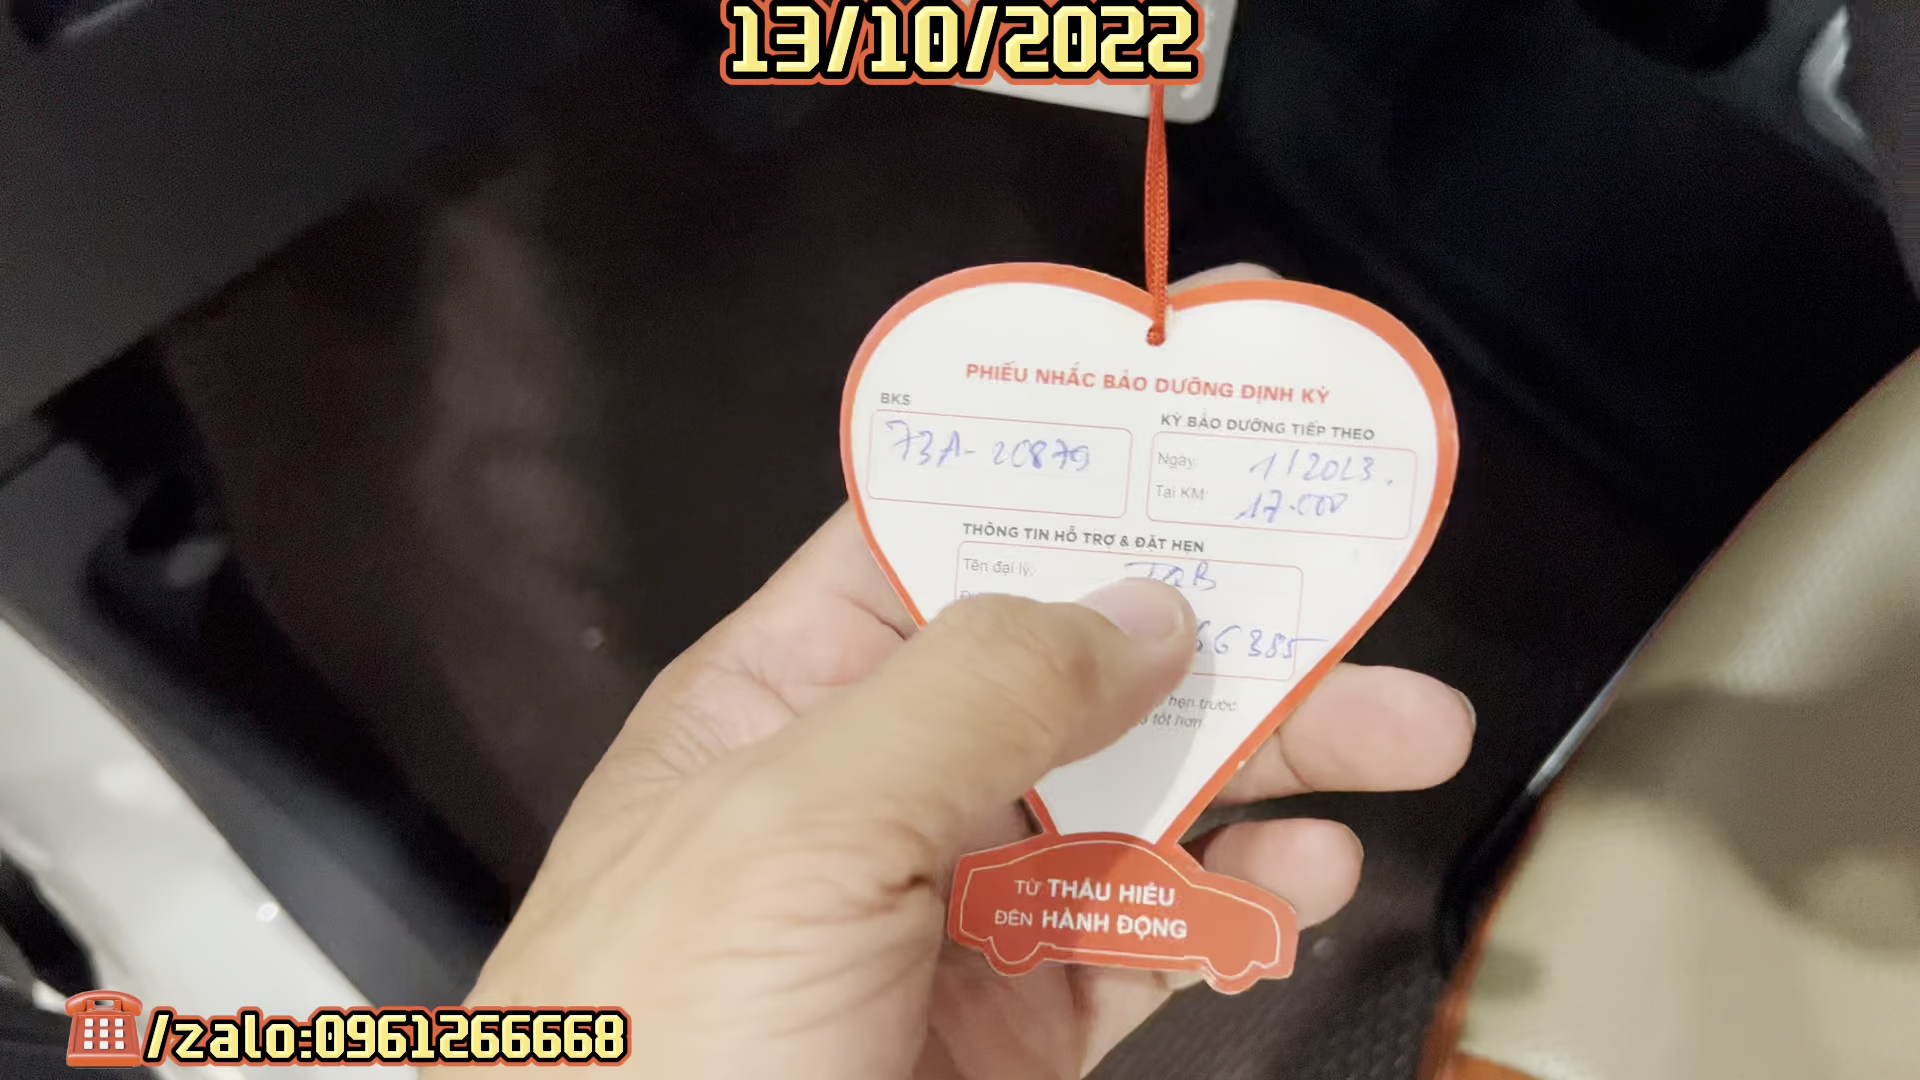 13/10/2022
PHIẾU NHẮC BẢO DƯỠNG ĐỊNH KỲ
BKS
73A-20879
KỲ BẢO DƯỠNG TIẾP THEO
Ngày: 1/2023.
Tại KM: 17.000
THÔNG TIN HỖ TRỢ & ĐẶT HẸN
Tên đại lý: TQB
66385
hẹn trước.
tốt hơn.
TỪ THẤU HIỂU
ĐẾN HÀNH ĐỘNG
/zalo:0961266668